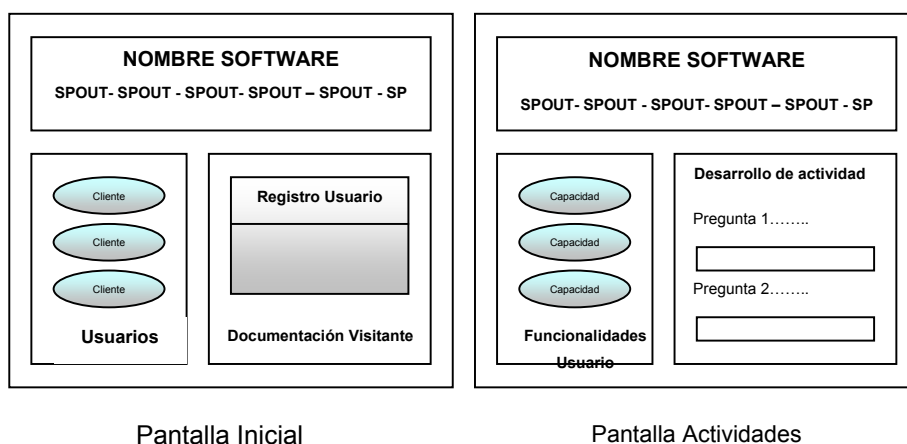 NOMBRE SOFTWARE
SPOUT- SPOUT - SPOUT- SPOUT – SPOUT - SP
Cliente
Cliente
Cliente
Usuarios
Registro Usuario
Documentación Visitante
Pantalla Inicial
NOMBRE SOFTWARE
SPOUT- SPOUT - SPOUT- SPOUT – SPOUT - SP
Capacidad
Capacidad
Capacidad
Funcionalidades
Usuario
Desarrollo de actividad
Pregunta 1……..
Pregunta 2……..
Pantalla Actividades